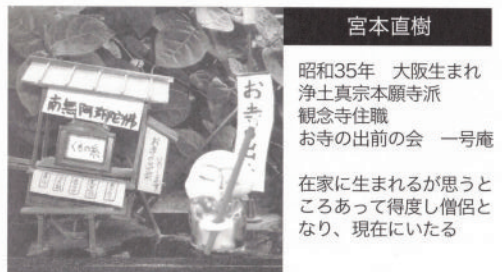 宮本直樹
昭和35年　大阪生まれ
浄土真宗本願寺派
観念寺住職
お寺の出前の会　一号庵
在家に生まれるが思うと
ころあって得度し僧侶と
なり、現在にいたる
南無阿弥陀佛
お寺の出